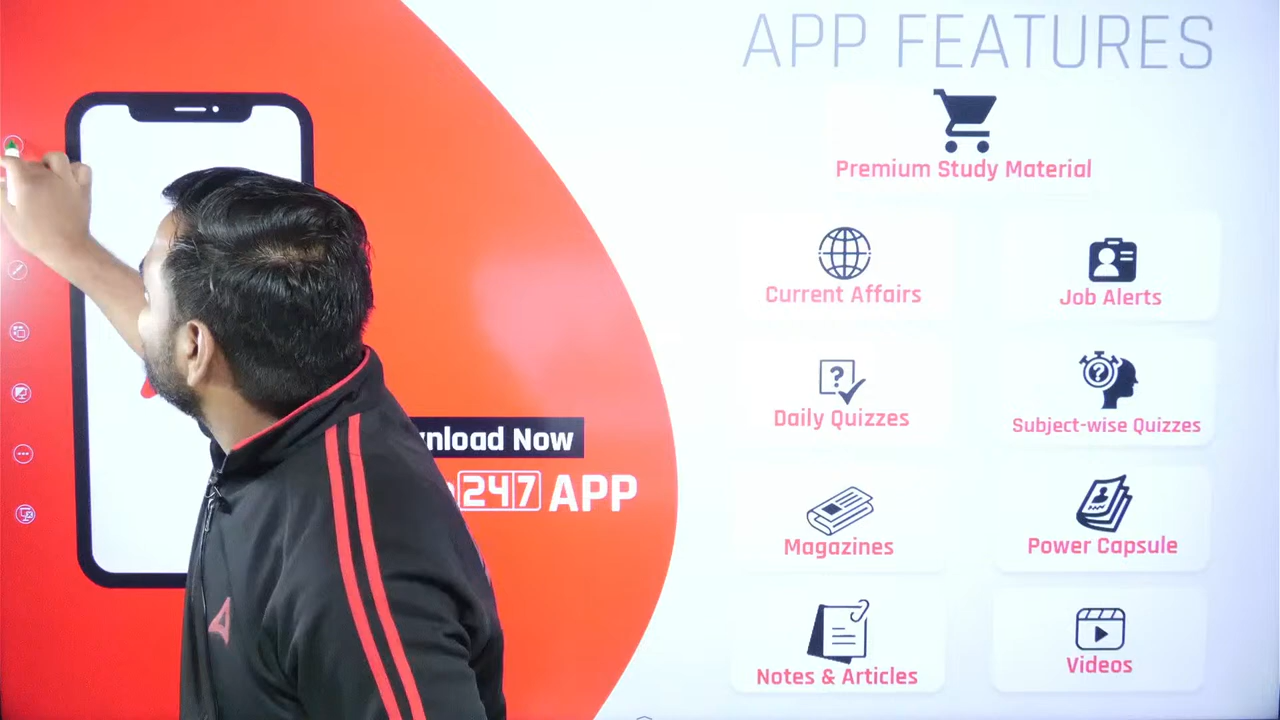 APP FEATURES
Premium Study Material
Current Affairs
Job Alerts
Daily Quizzes
Subject-wise Quizzes
Magazines
Power Capsule
Notes & Articles
Videos
Now
247 APP